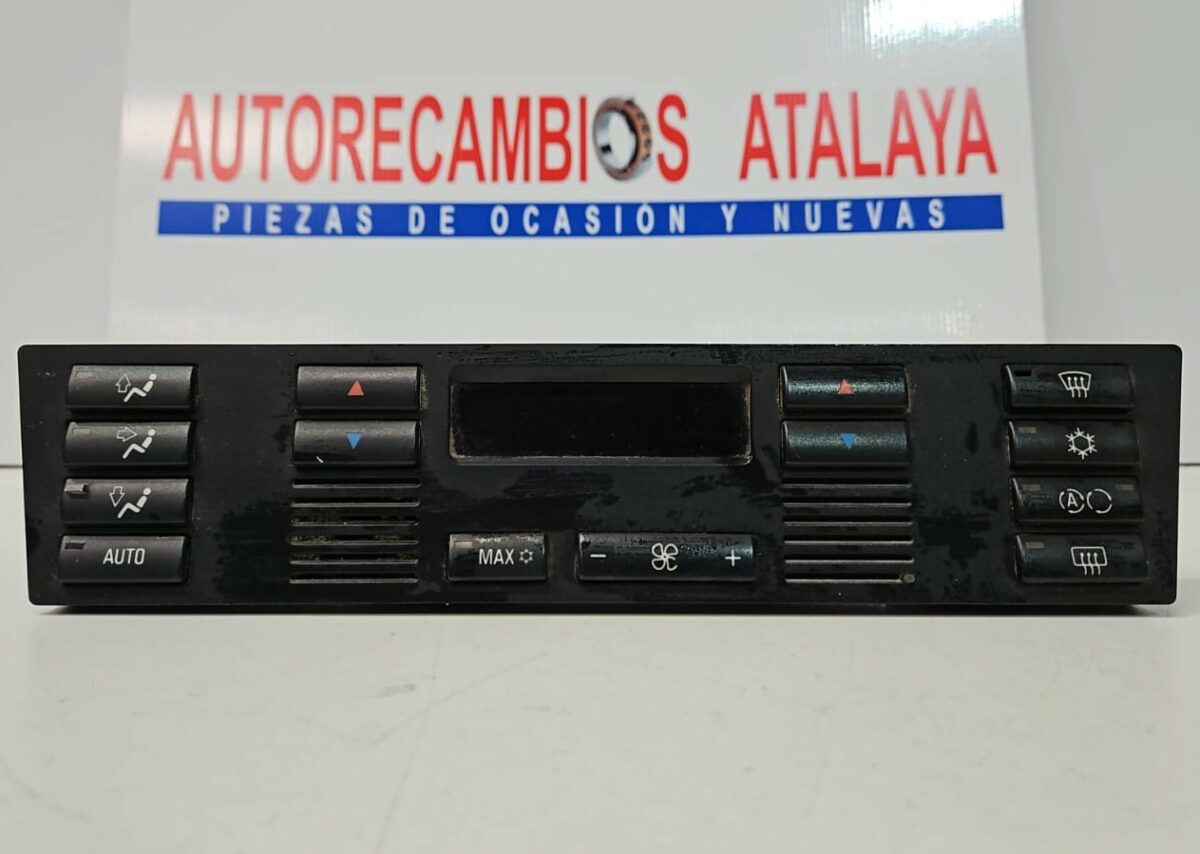 AUTORECAMBIOS ATALAYA
PIEZAS DE OCASIÓN Y NUEVAS
A
AUTO
MAX
- +